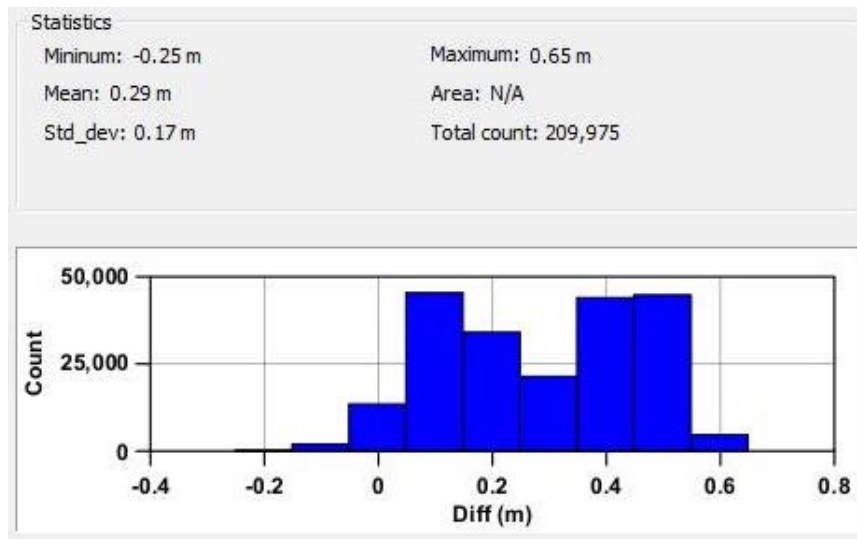 Statistics
Mininum: -0.25 m
Maximum: 0.65 m
Mean: 0.29 m
Area: N/A
Std_dev: 0.17 m
Total count: 209,975
50,000
25,000
0
Count
-0.4 -0.2 0 0.2 0.4 0.6 0.8
Diff (m)